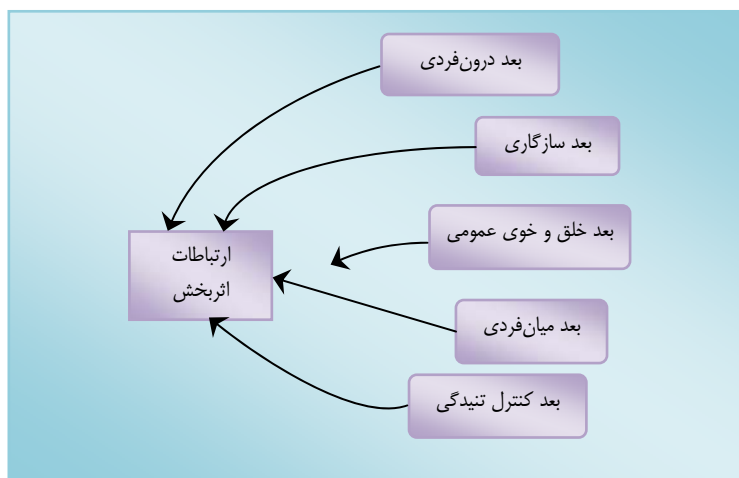 بعد درون‌فردی
بعد سازگاری
بعد خلق و خوی عمومی
ارتباطات
اثربخش
بعد میان‌فردی
بعد کنترل تنیدگی